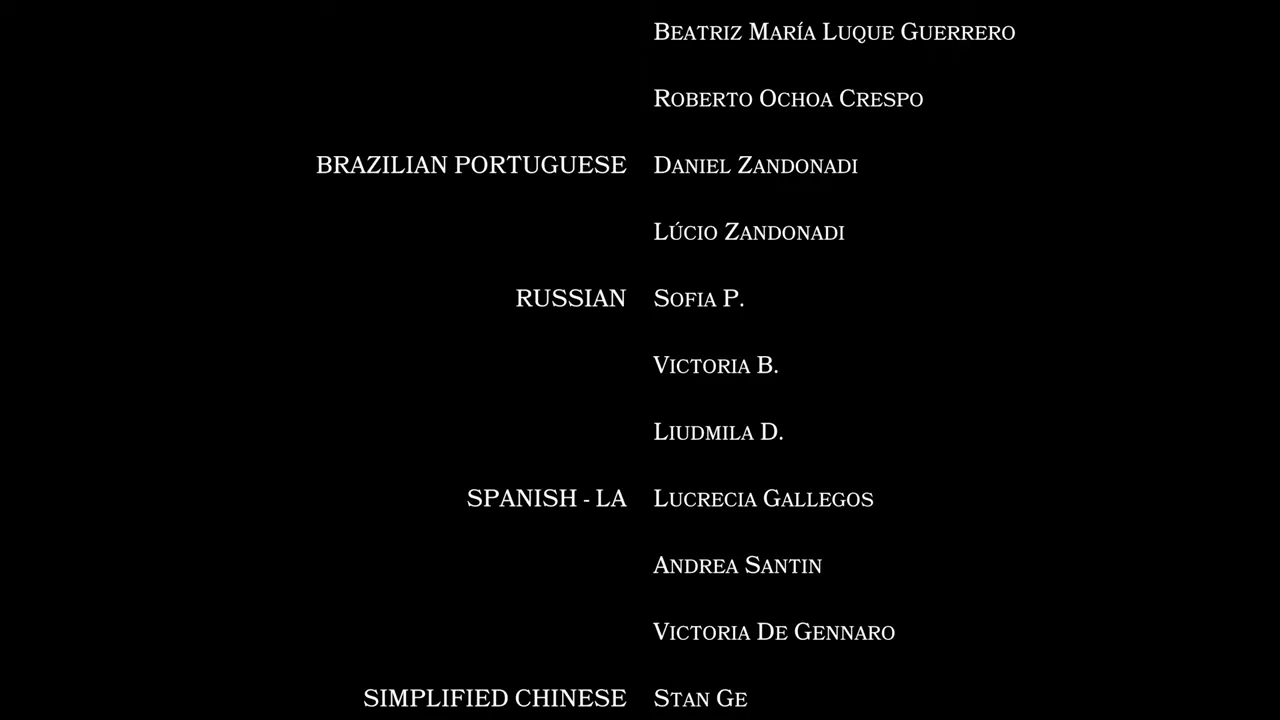 Beatriz María Luque Guerrero
Roberto Ochoa Crespo
BRAZILIAN PORTUGUESE Daniel Zandonadi
Lúcio Zandonadi
RUSSIAN Sofia P.
Victoria B.
Liudmila D.
SPANISH - LA Lucrecia Gallegos
Andrea Santin
Victoria De Gennaro
SIMPLIFIED CHINESE Stan Ge